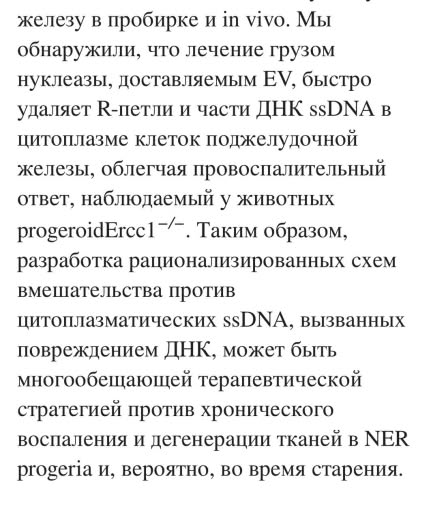 железу в пробирке и in vivo. Мы
обнаружили, что лечение грузом
нуклеазы, доставляемым EV, быстро
удаляет R-петли и части ДНК ssDNA в
цитоплазме клеток поджелудочной
железы, облегчая провоспалительный
ответ, наблюдаемый у животных
progeroidErcc1−/−. Таким образом,
разработка рационализированных схем
вмешательства против
цитоплазматических ssDNA, вызванных
повреждением ДНК, может быть
многообещающей терапевтической
стратегией против хронического
воспаления и дегенерации тканей в NER
progeria и, вероятно, во время старения.